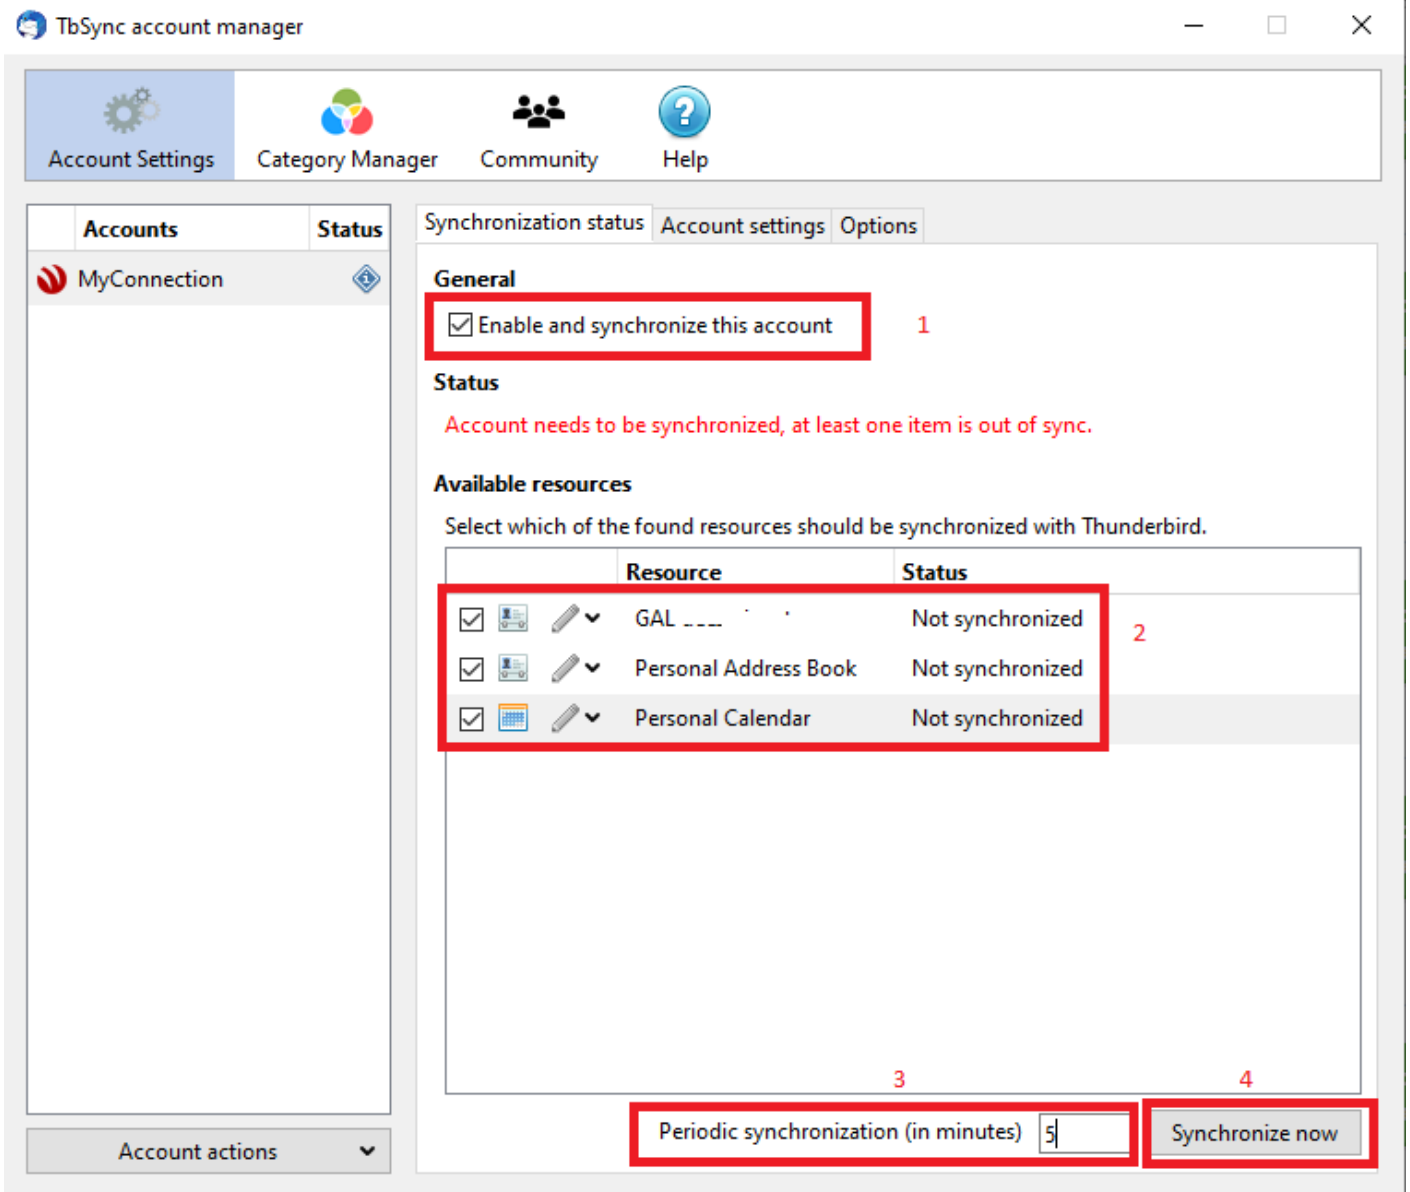 TbSync account manager
Account Settings
Category Manager
Community
Help
Accounts Status
MyConnection
Synchronization status
Account settings
Options
General
Enable and synchronize this account
1
Status
Account needs to be synchronized, at least one item is out of sync.
Available resources
Select which of the found resources should be synchronized with Thunderbird.
Resource Status
GAL Not synchronized
Personal Address Book Not synchronized
2
Personal Calendar Not synchronized
3
4
Periodic synchronization (in minutes) 5
Synchronize now
Account actions